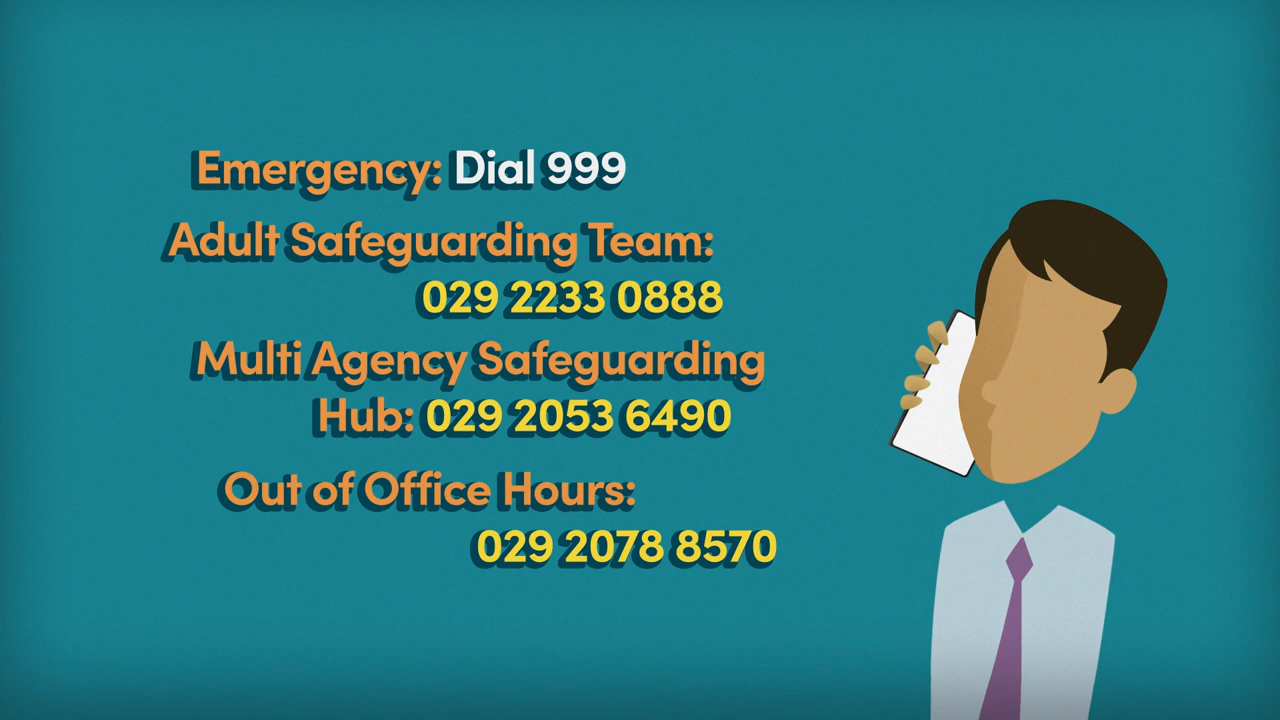 Emergency: Dial 999
Adult Safeguarding Team:
029 2233 0888
Multi Agency Safeguarding
Hub: 029 2053 6490
Out of Office Hours:
029 2078 8570